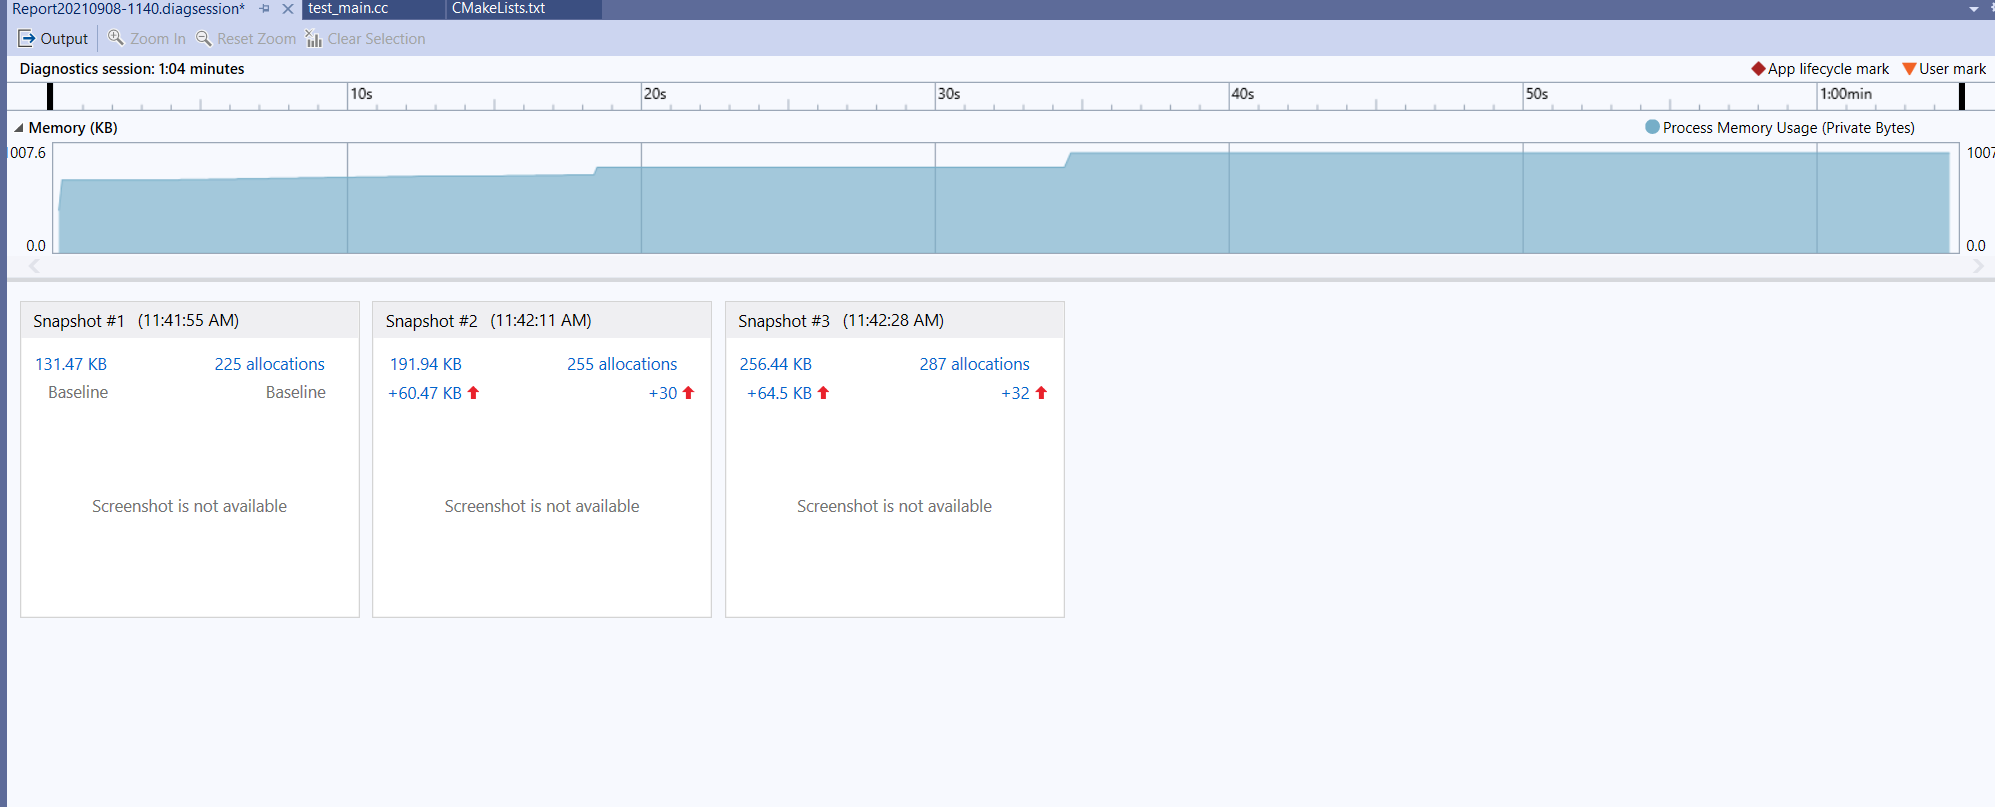 Report20210908-1140.diagsession* test_main.cc CMakeLists.txt
Output Zoom In Reset Zoom Clear Selection
Diagnostics session: 1:04 minutes App lifecycle mark User mark
10s 20s 30s 40s 50s 1:00min
Memory (KB) Process Memory Usage (Private Bytes)
1007.6 1007
0.0 0.0
Snapshot #1 (11:41:55 AM) Snapshot #2 (11:42:11 AM) Snapshot #3 (11:42:28 AM)
131.47 KB 225 allocations 191.94 KB 255 allocations 256.44 KB 287 allocations
Baseline Baseline +60.47 KB +30 +64.5 KB +32
Screenshot is not available Screenshot is not available Screenshot is not available